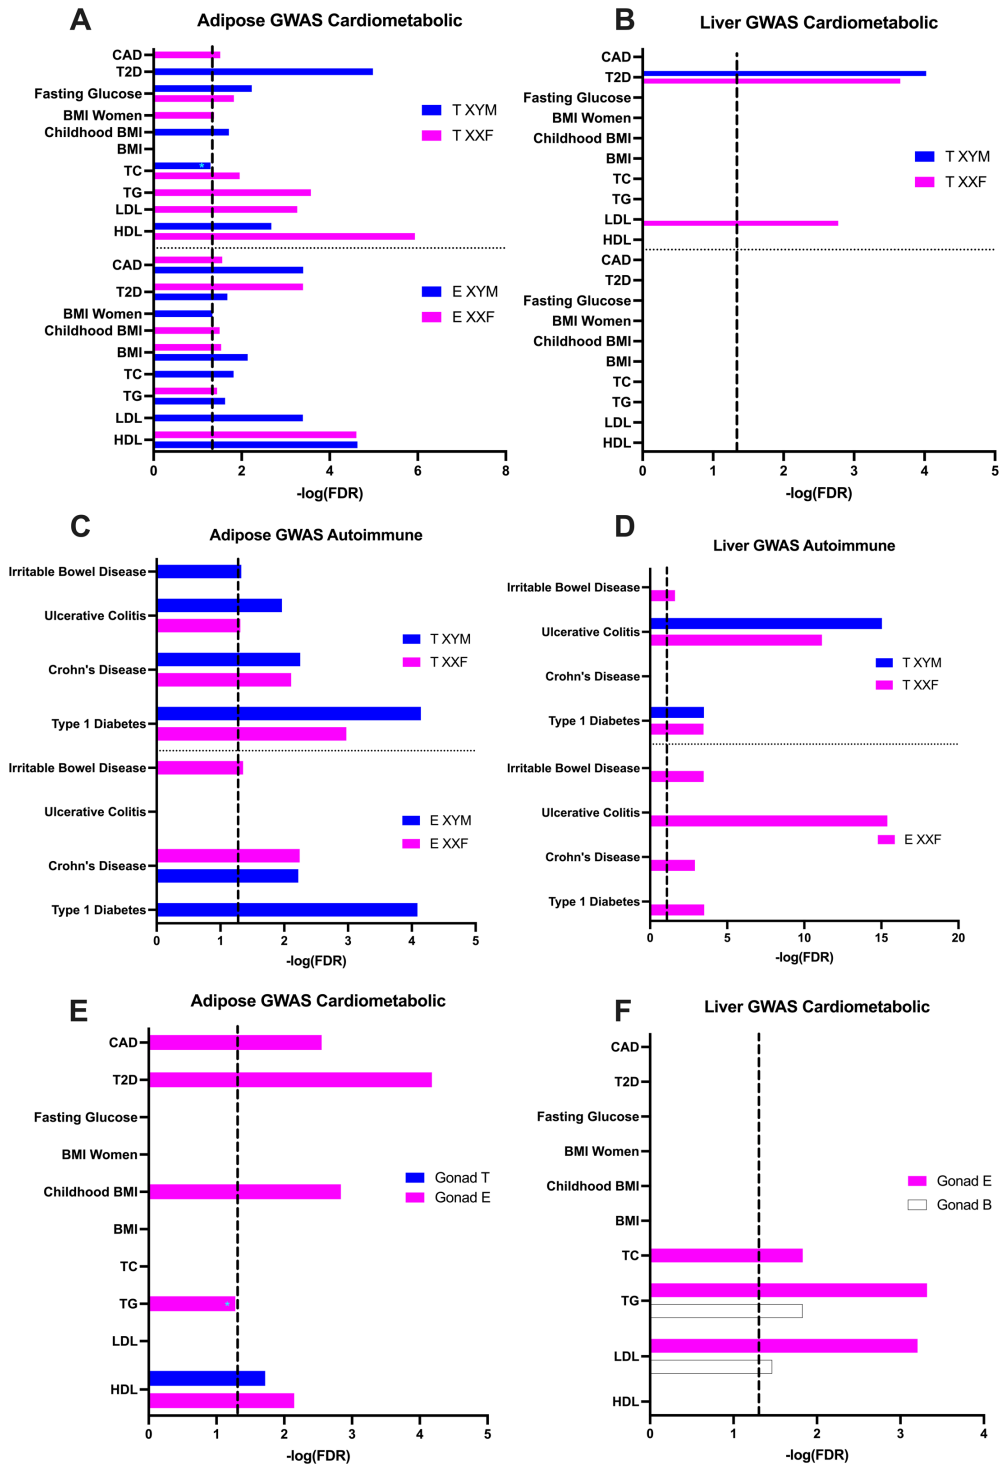 A
Adipose GWAS Cardiometabolic
CAD
T2D
Fasting Glucose
BMI Women
Childhood BMI
BMI
TC
TG
LDL
HDL
T XYM
T XXF
*
CAD
T2D
BMI Women
Childhood BMI
BMI
TC
TG
LDL
HDL
E XYM
E XXF
0 2 4 6 8
-log(FDR)
B
Liver GWAS Cardiometabolic
CAD
T2D
Fasting Glucose
BMI Women
Childhood BMI
BMI
TC
TG
LDL
HDL
T XYM
T XXF
CAD
T2D
Fasting Glucose
BMI Women
Childhood BMI
BMI
TC
TG
LDL
HDL
0 1 2 3 4 5
-log(FDR)
C
Adipose GWAS Autoimmune
Irritable Bowel Disease
Ulcerative Colitis
Crohn's Disease
Type 1 Diabetes
T XYM
T XXF
Irritable Bowel Disease
Ulcerative Colitis
Crohn's Disease
Type 1 Diabetes
E XYM
E XXF
0 1 2 3 4 5
-log(FDR)
D
Liver GWAS Autoimmune
Irritable Bowel Disease
Ulcerative Colitis
Crohn's Disease
Type 1 Diabetes
T XYM
T XXF
Irritable Bowel Disease
Ulcerative Colitis
Crohn's Disease
Type 1 Diabetes
E XXF
0 5 10 15 20
-log(FDR)
E
Adipose GWAS Cardiometabolic
CAD
T2D
Fasting Glucose
BMI Women
Childhood BMI
BMI
TC
TG
LDL
HDL
*
Gonad T
Gonad E
0 1 2 3 4 5
-log(FDR)
F
Liver GWAS Cardiometabolic
CAD
T2D
Fasting Glucose
BMI Women
Childhood BMI
BMI
TC
TG
LDL
HDL
Gonad E
Gonad B
0 1 2 3 4
-log(FDR)